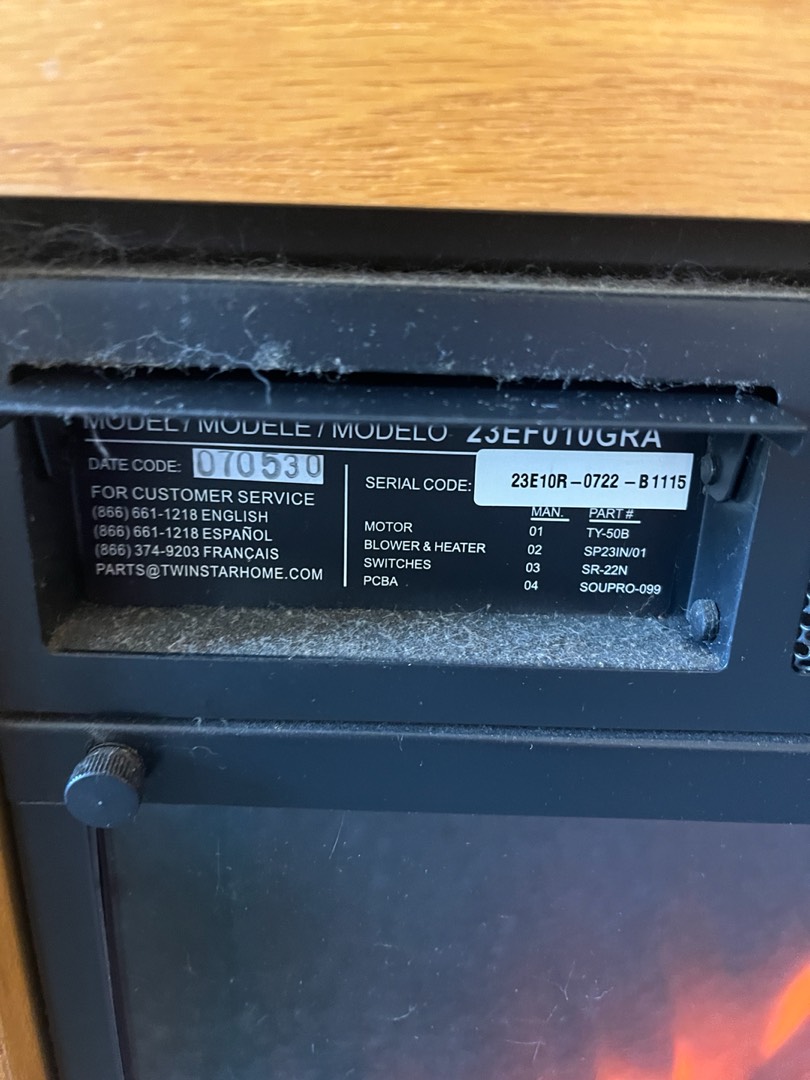 MODEL / MODÈLE / MODELO 23EF010GRA
DATE CODE: 070530
FOR CUSTOMER SERVICE
(866) 661-1218 ENGLISH
(866) 661-1218 ESPAÑOL
(866) 374-9203 FRANÇAIS
PARTS@TWINSTARHOME.COM
SERIAL CODE: 23E10R-0722-B1115
MAN. PART #
MOTOR 01 TY-50B
BLOWER & HEATER 02 SP23IN/01
SWITCHES 03 SR-22N
PCBA 04 SOUPRO-099